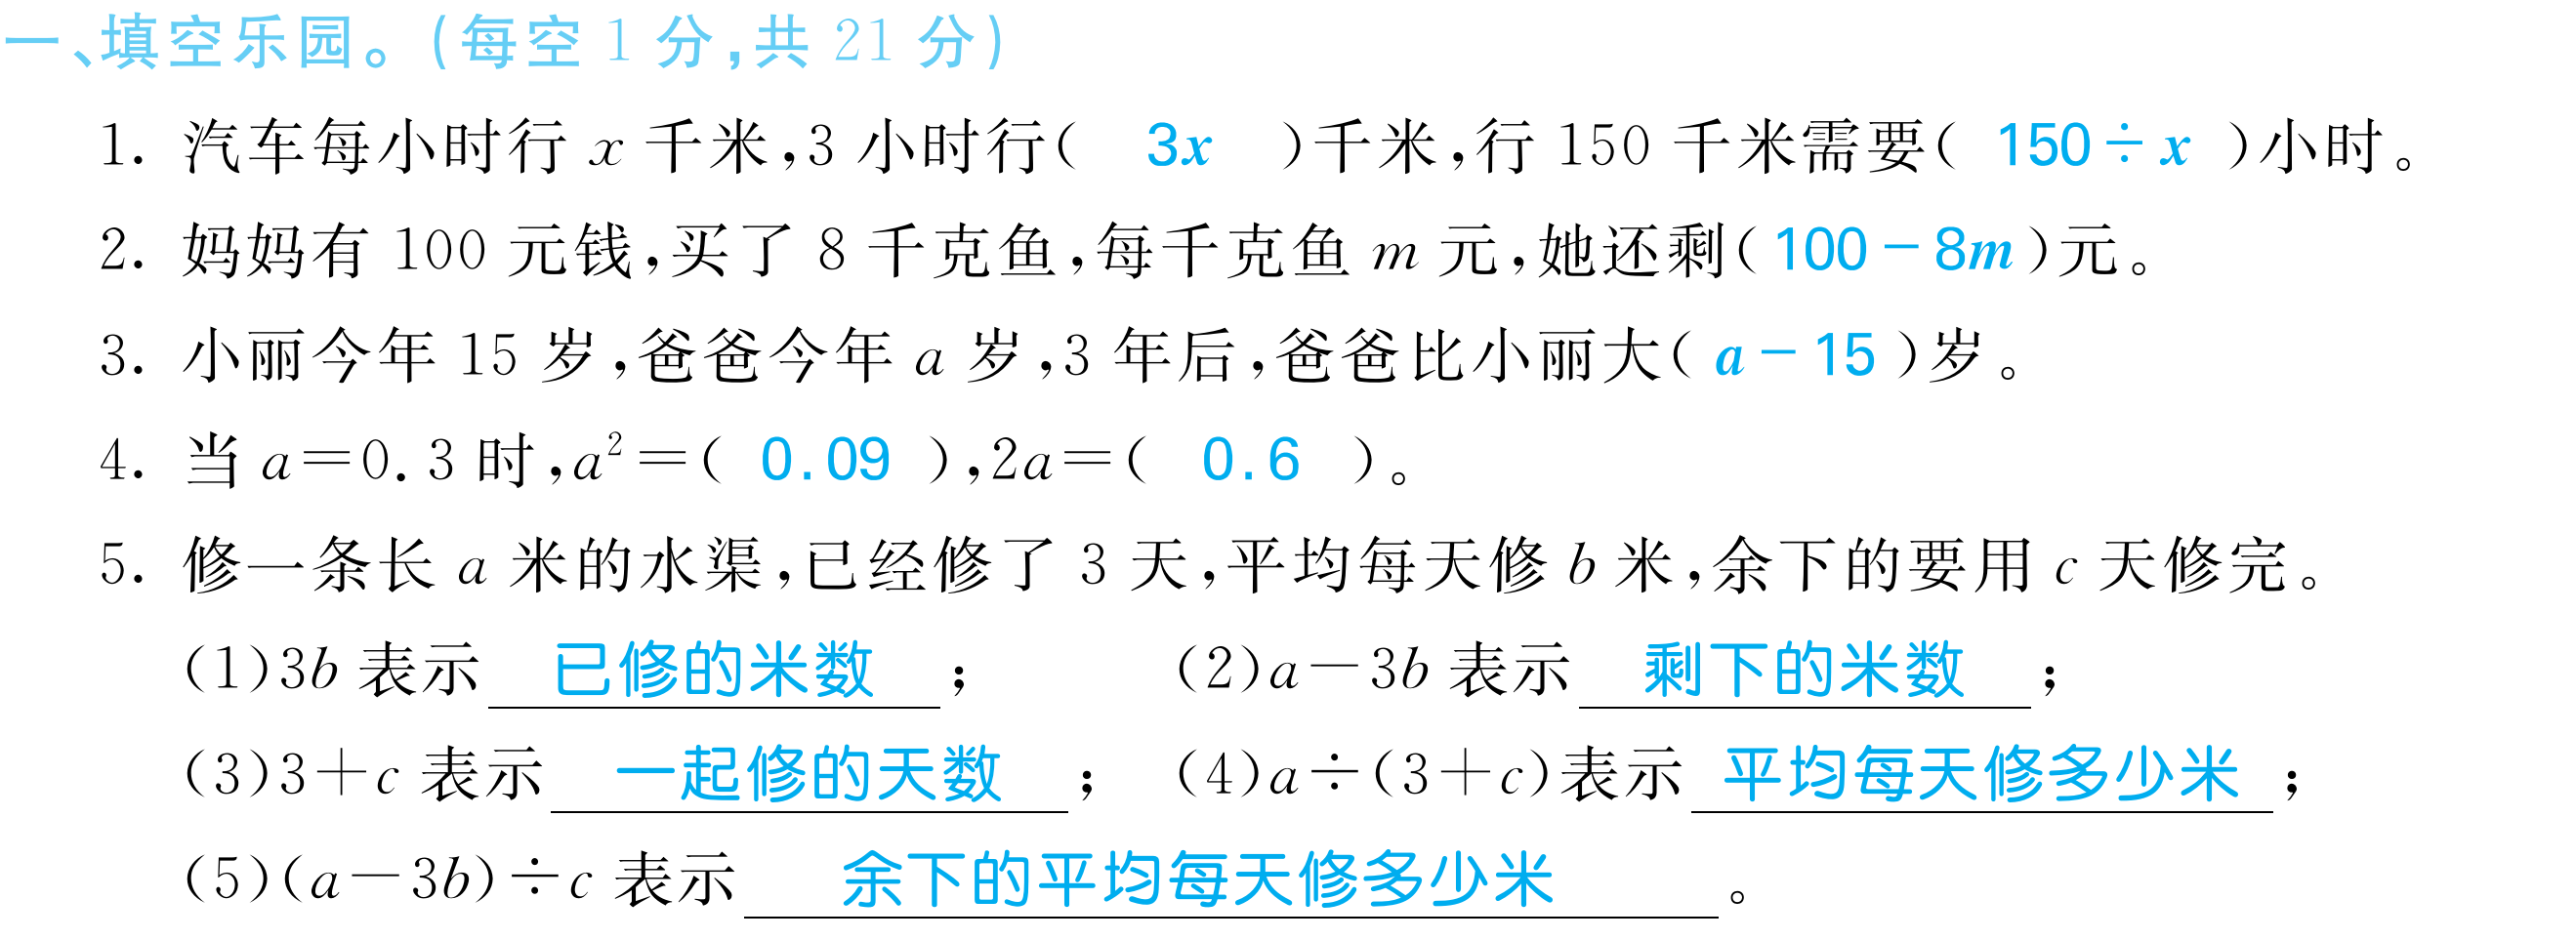 一、填空乐园。(每空 1 分,共 21 分)
1. 汽车每小时行 x 千米,3 小时行( 3x )千米,行 150 千米需要( 150÷x )小时。
2. 妈妈有 100 元钱,买了 8 千克鱼,每千克鱼 m 元,她还剩(100－8m)元。
3. 小丽今年 15 岁,爸爸今年 a 岁,3 年后,爸爸比小丽大( a－15 )岁。
4. 当 a＝0.3 时,a²＝( 0.09 ),2a＝( 0.6 )。
5. 修一条长 a 米的水渠,已经修了 3 天,平均每天修 b 米,余下的要用 c 天修完。
(1)3b 表示 已修的米数 ; (2)a－3b 表示 剩下的米数 ;
(3)3＋c 表示 一起修的天数 ; (4)a÷(3＋c)表示 平均每天修多少米 ;
(5)(a－3b)÷c 表示 余下的平均每天修多少米 。